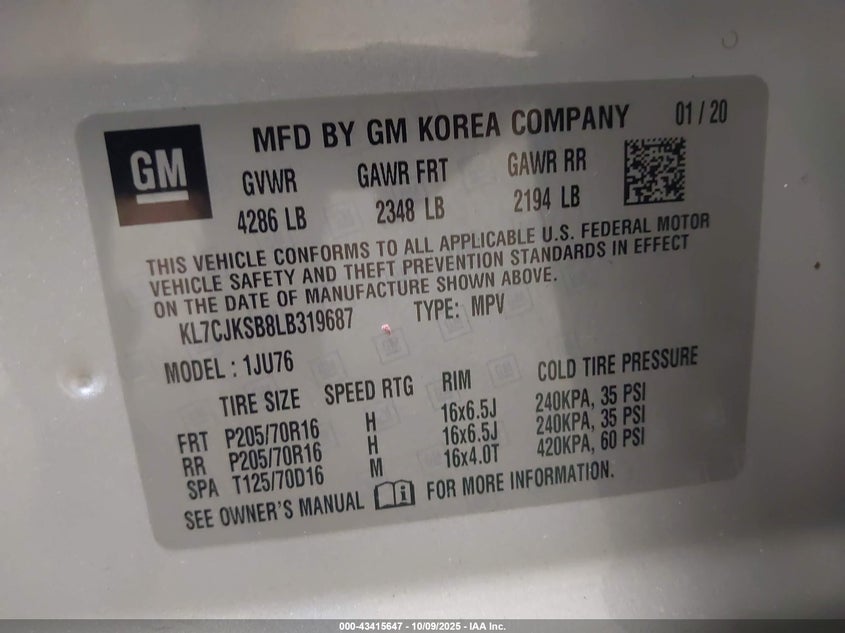 GM
MFD BY GM KOREA COMPANY 01 / 20
GVWR GAWR FRT GAWR RR
4286 LB 2348 LB 2194 LB
THIS VEHICLE CONFORMS TO ALL APPLICABLE U.S. FEDERAL MOTOR
VEHICLE SAFETY AND THEFT PREVENTION STANDARDS IN EFFECT
ON THE DATE OF MANUFACTURE SHOWN ABOVE.
KL7CJKSB8LB319687 TYPE: MPV
MODEL : 1JU76
TIRE SIZE SPEED RTG RIM COLD TIRE PRESSURE
FRT P205/70R16 H 16x6.5J 240KPA, 35 PSI
RR P205/70R16 H 16x6.5J 240KPA, 35 PSI
SPA T125/70D16 M 16x4.0T 420KPA, 60 PSI
SEE OWNER'S MANUAL FOR MORE INFORMATION.
000-43415647 - 10/09/2025 - IAA Inc.